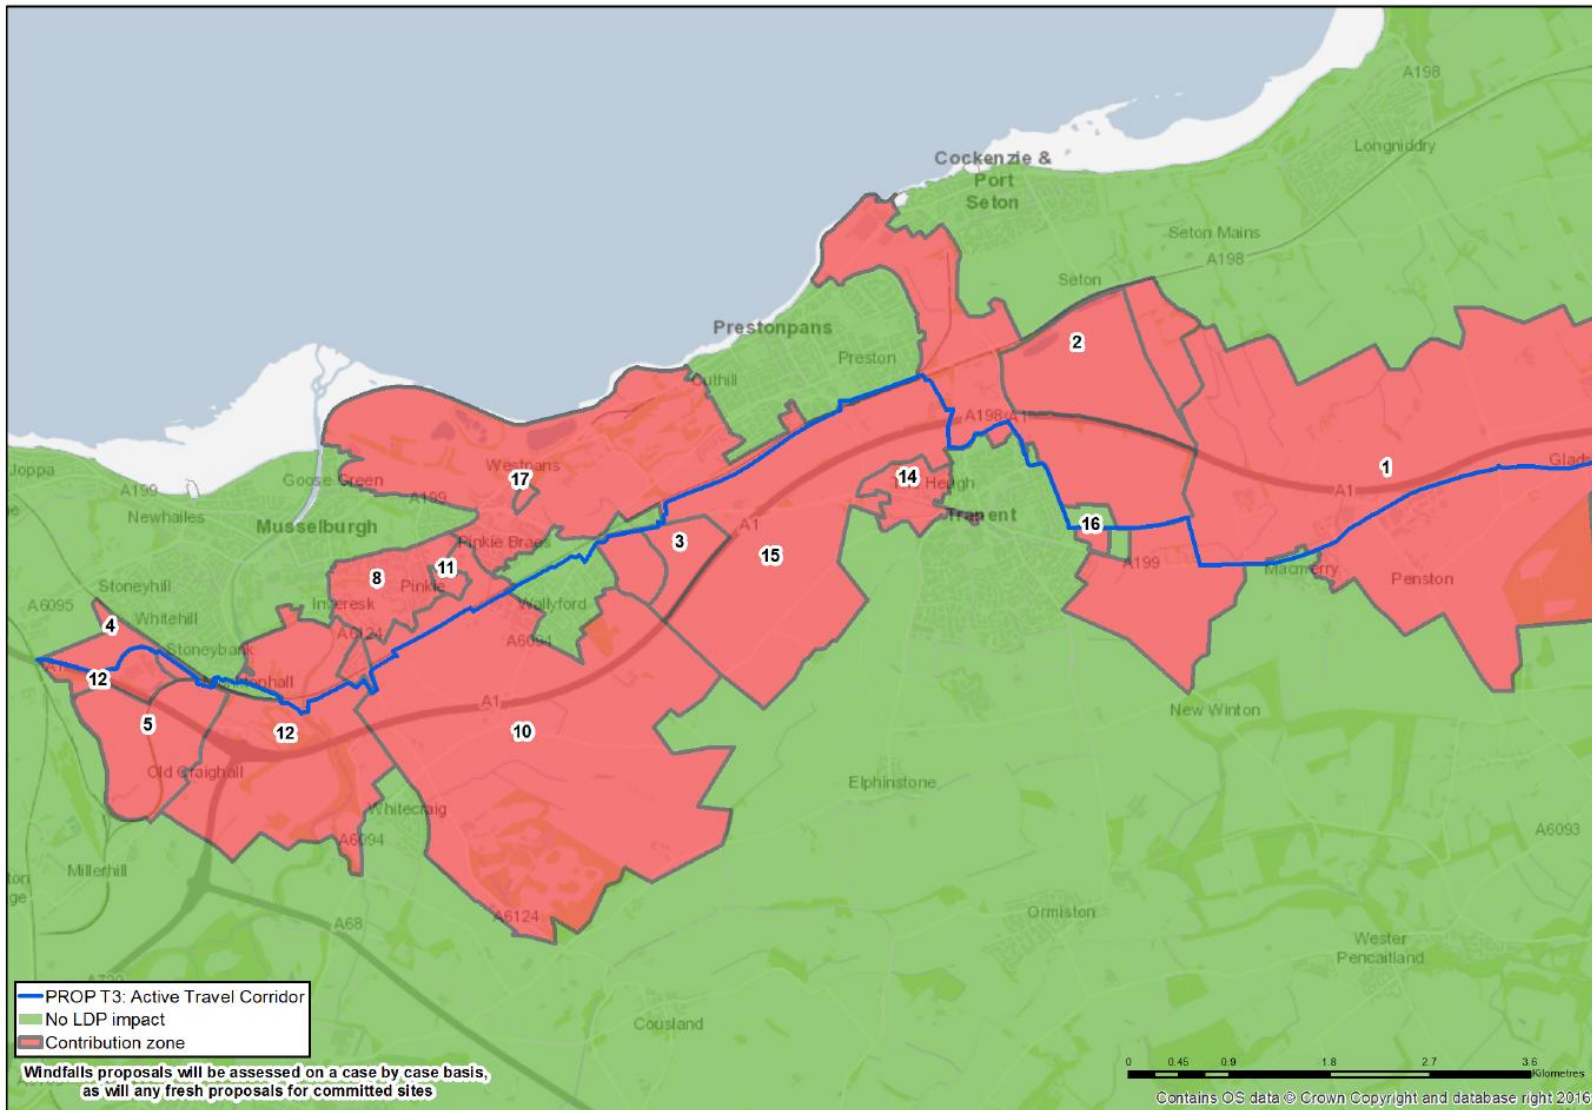 A198
Longniddry
Cockenzie &
Port
Seton
Seton Mains
A198
Seton
Prestonpans
Preston
Cuthill
2
A198
A1
1
A1
Joppa
A199
Goose Green
Westpans
17
A199
14
Tranent
Newhailes
Musselburgh
Pinkie Braes
A1
3
15
16
A199
Macmerry
Penston
Stoneyhill
8
Pinkie
11
Wallyford
A6095
Whitehill
Inveresk
4
A6124
A6094
Stoneybank
12
5
12
A1
10
New Winton
Old Craighall
Elphinstone
Whitecraig
A6094
A6093
Millerhill
A6124
A68
Ormiston
Wester
Pencaitland
Cousland
PROP T3: Active Travel Corridor
No LDP impact
Contribution zone
Windfalls proposals will be assessed on a case by case basis,
as will any fresh proposals for committed sites
0 0.45 0.9 1.8 2.7 3.6
Kilometres
Contains OS data © Crown Copyright and database right 2016